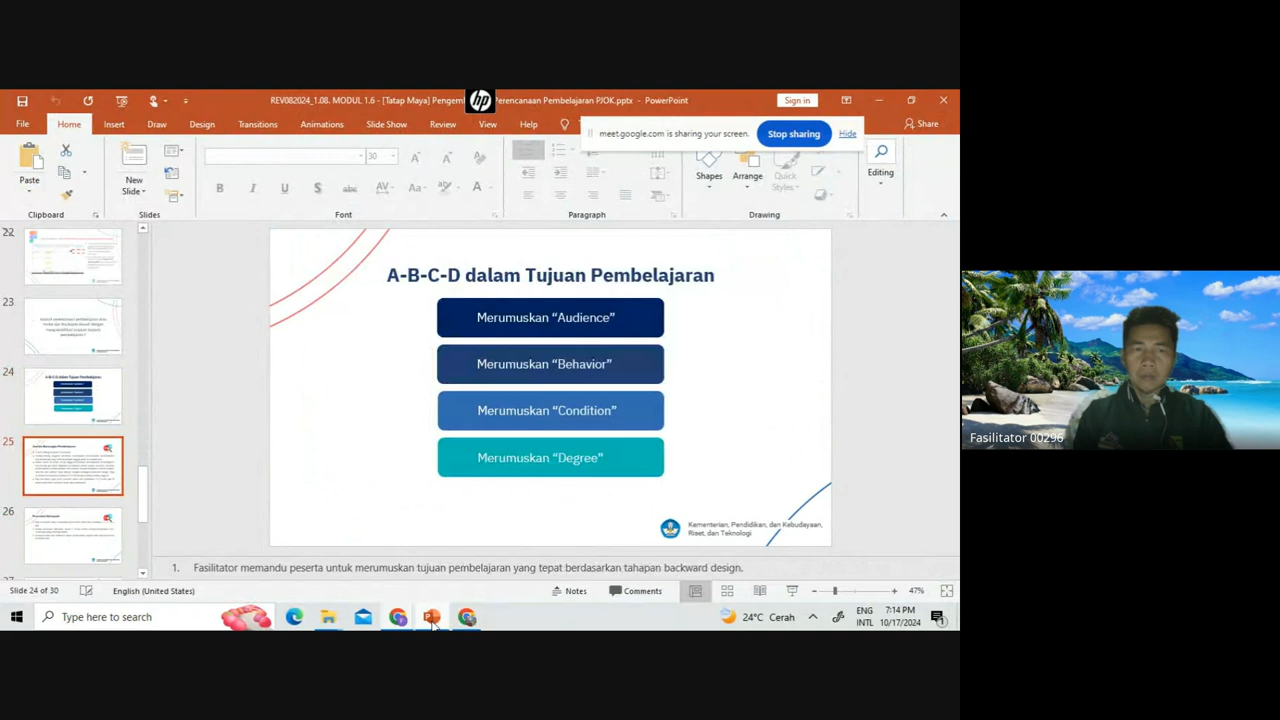 REV082024_1.08. MODUL 1.6 - [Tatap Maya] Pengem
Perencanaan Pembelajaran PJOK.pptx - PowerPoint
Sign in
File Home Insert Draw Design Transitions Animations Slide Show Review View Help
Share
meet.google.com is sharing your screen.
Stop sharing
Hide
Paste
New
Slide
30
Shapes
Arrange
Quick
Styles
Editing
Clipboard
Slides
Font
Paragraph
Drawing
22
23
24
25
26
A-B-C-D dalam Tujuan Pembelajaran
Merumuskan “Audience”
Merumuskan “Behavior”
Merumuskan “Condition”
Merumuskan “Degree”
Kementerian, Pendidikan, dan Kebudayaan,
Riset, dan Teknologi
1. Fasilitator memandu peserta untuk merumuskan tujuan pembelajaran yang tepat berdasarkan tahapan backward design.
Slide 24 of 30
English (United States)
Notes
Comments
47%
Type here to search
24°C Cerah
ENG
INTL
7:14 PM
10/17/2024
Fasilitator 00296